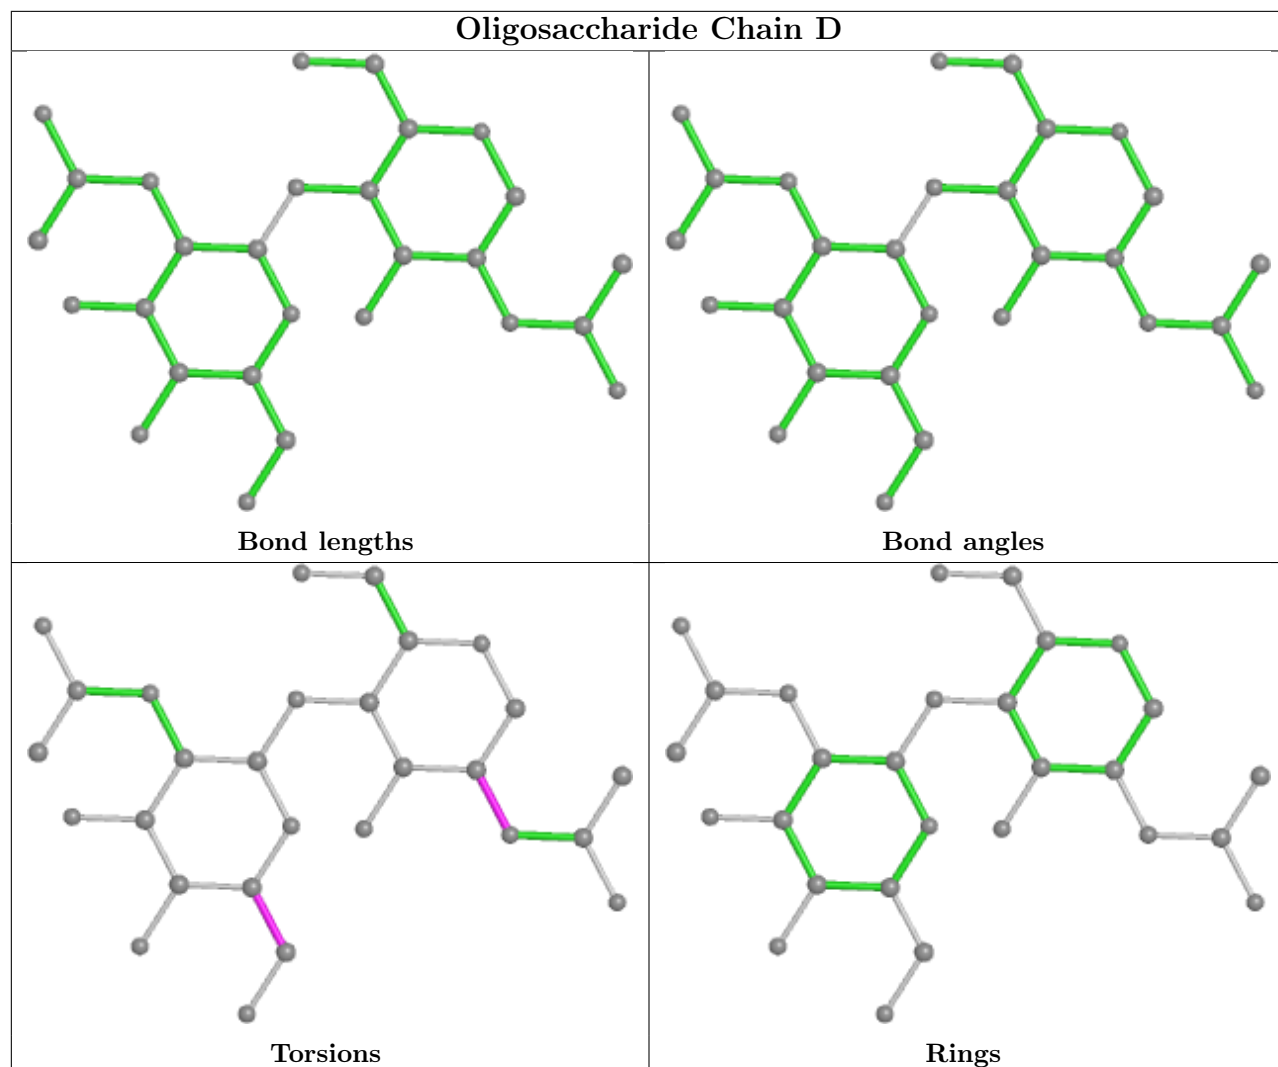 Oligosaccharide Chain D
Bond lengths
Bond angles
Torsions
Rings